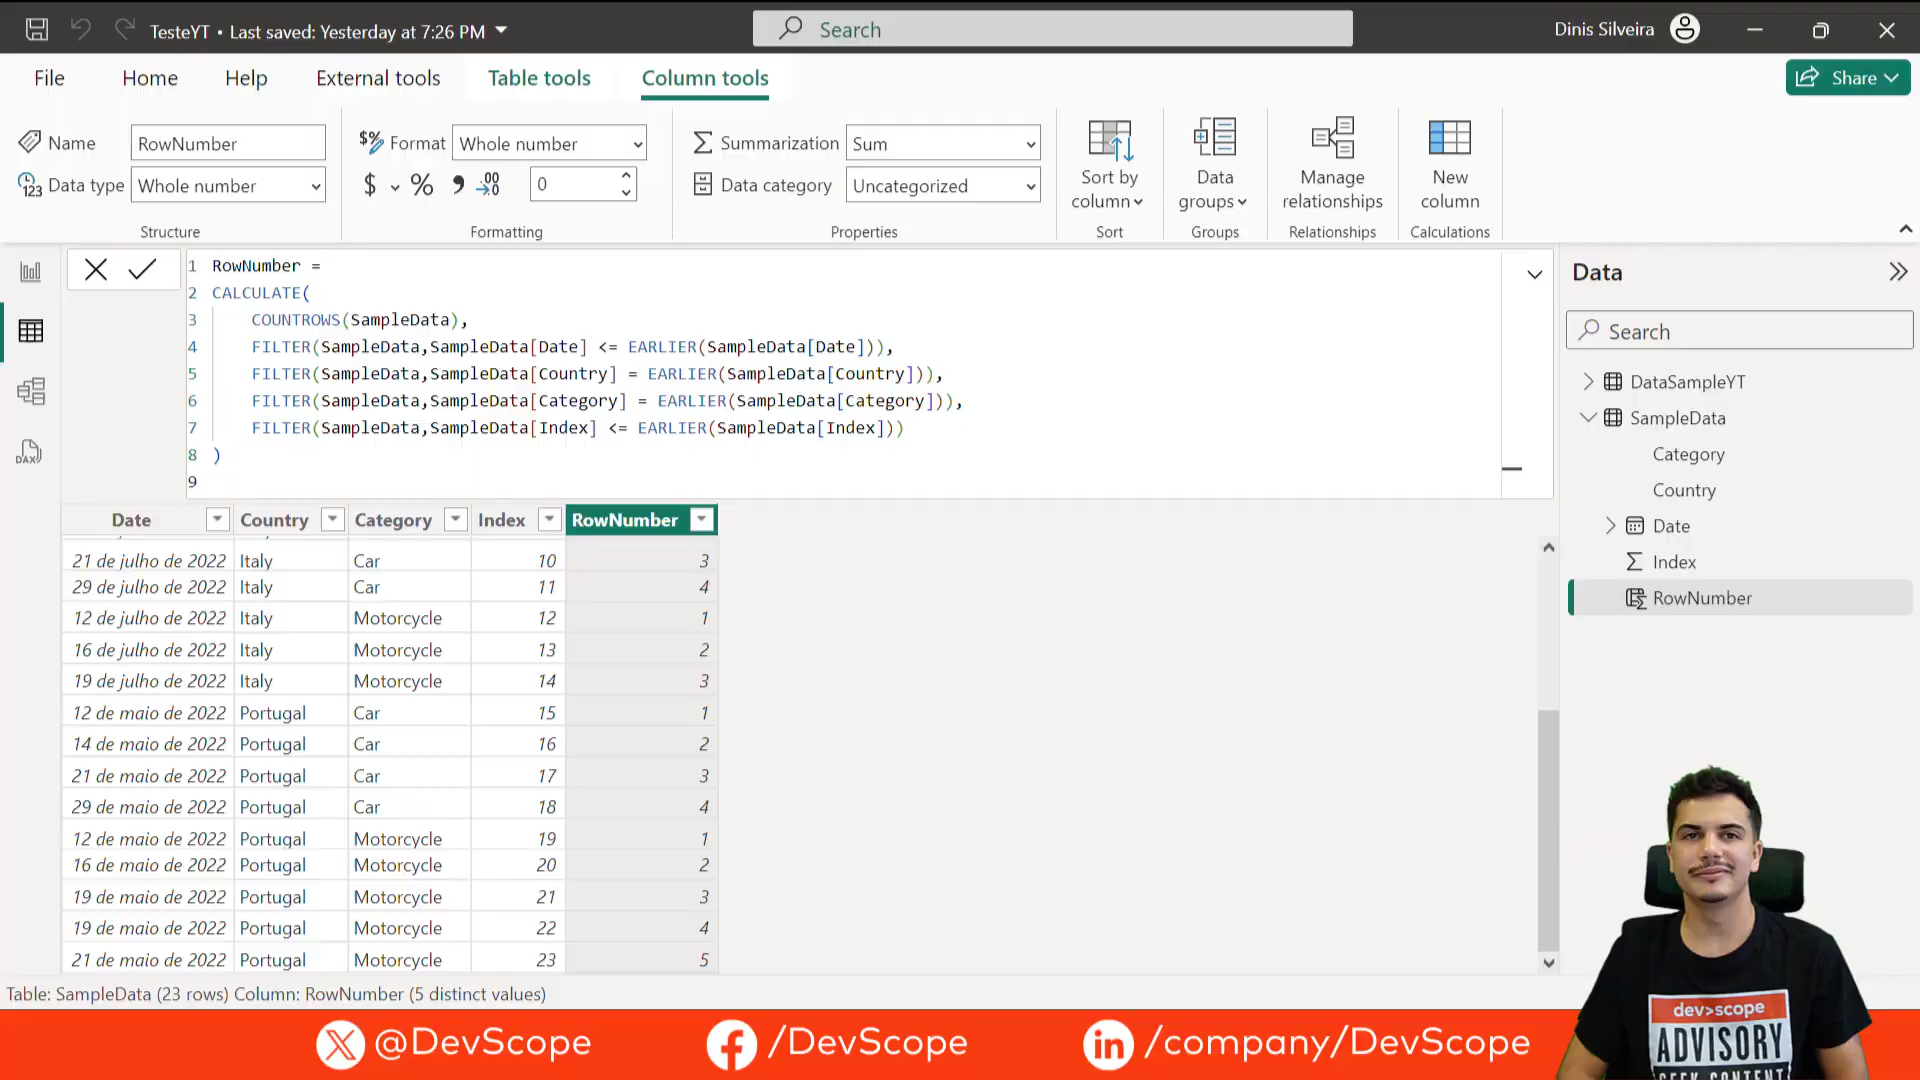 TesteYT • Last saved: Yesterday at 7:26 PM
Search
Dinis Silveira
File Home Help External tools Table tools Column tools
Share
Name RowNumber
Data type Whole number
Structure
Format Whole number
$ % 0
Formatting
Summarization Sum
Data category Uncategorized
Properties
Sort by column
Sort
Data groups
Groups
Manage relationships
Relationships
New column
Calculations
1 RowNumber =
2 CALCULATE(
3 COUNTROWS(SampleData),
4 FILTER(SampleData,SampleData[Date] <= EARLIER(SampleData[Date])),
5 FILTER(SampleData,SampleData[Country] = EARLIER(SampleData[Country])),
6 FILTER(SampleData,SampleData[Category] = EARLIER(SampleData[Category])),
7 FILTER(SampleData,SampleData[Index] <= EARLIER(SampleData[Index]))
8 )
9
DAX
Date Country Category Index RowNumber
21 de julho de 2022 Italy Car 10 3
29 de julho de 2022 Italy Car 11 4
12 de julho de 2022 Italy Motorcycle 12 1
16 de julho de 2022 Italy Motorcycle 13 2
19 de julho de 2022 Italy Motorcycle 14 3
12 de maio de 2022 Portugal Car 15 1
14 de maio de 2022 Portugal Car 16 2
21 de maio de 2022 Portugal Car 17 3
29 de maio de 2022 Portugal Car 18 4
12 de maio de 2022 Portugal Motorcycle 19 1
16 de maio de 2022 Portugal Motorcycle 20 2
19 de maio de 2022 Portugal Motorcycle 21 3
19 de maio de 2022 Portugal Motorcycle 22 4
21 de maio de 2022 Portugal Motorcycle 23 5
Data
Search
DataSampleYT
SampleData
Category
Country
Date
Index
RowNumber
Table: SampleData (23 rows) Column: RowNumber (5 distinct values)
@DevScope
/DevScope
/company/DevScope
dev>scope
ADVISORY
GEEK CONTENT